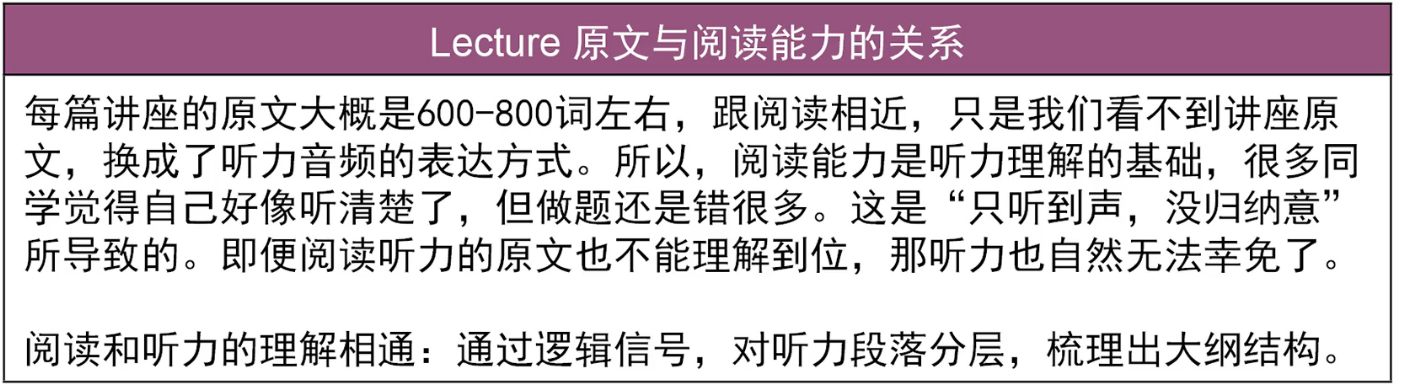 Lecture 原文与阅读能力的关系
每篇讲座的原文大概是600-800词左右，跟阅读相近，只是我们看不到讲座原
文，换成了听力音频的表达方式。所以，阅读能力是听力理解的基础，很多同
学觉得自己好像听清楚了，但做题还是错很多。这是“只听到声，没归纳意”
所导致的。即便阅读听力的原文也不能理解到位，那听力也自然无法幸免了。
阅读和听力的理解相通：通过逻辑信号，对听力段落分层，梳理出大纲结构。